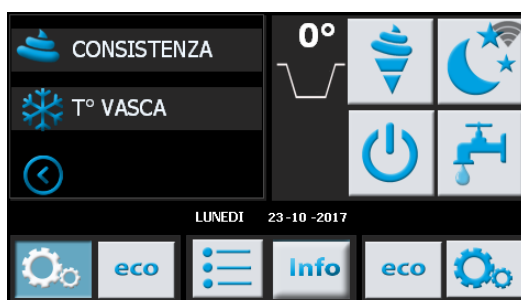 CONSISTENZA
0°
T° VASCA
LUNEDI 23-10-2017
eco Info eco